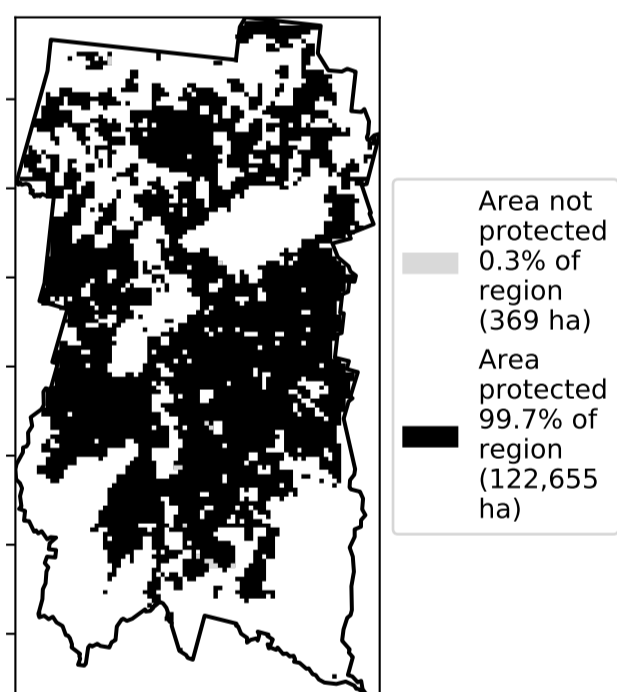 Area not
protected
0.3% of
region
(369 ha)
Area
protected
99.7% of
region
(122,655
ha)